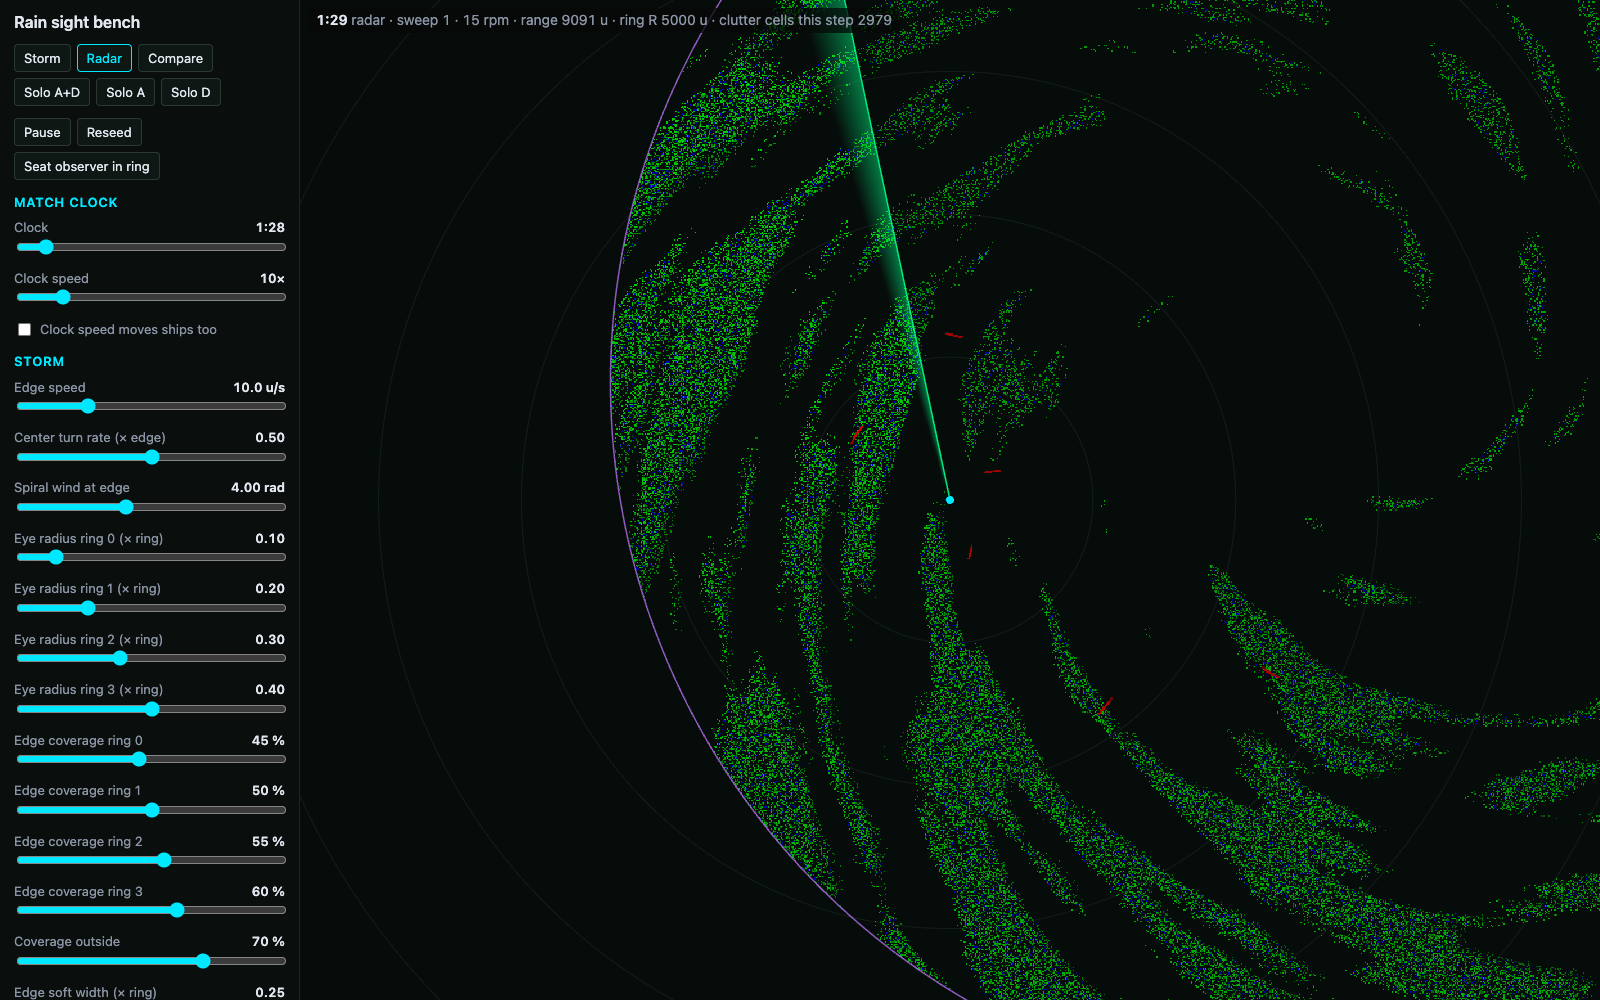 Rain sight bench
Storm Radar Compare
Solo A+D Solo A Solo D
Pause Reseed
Seat observer in ring
MATCH CLOCK
Clock 1:28
Clock speed 10×
Clock speed moves ships too
STORM
Edge speed 10.0 u/s
Center turn rate (× edge) 0.50
Spiral wind at edge 4.00 rad
Eye radius ring 0 (× ring) 0.10
Eye radius ring 1 (× ring) 0.20
Eye radius ring 2 (× ring) 0.30
Eye radius ring 3 (× ring) 0.40
Edge coverage ring 0 45 %
Edge coverage ring 1 50 %
Edge coverage ring 2 55 %
Edge coverage ring 3 60 %
Coverage outside 70 %
Edge soft width (× ring) 0.25
1:29 radar · sweep 1 · 15 rpm · range 9091 u · ring R 5000 u · clutter cells this step 2979